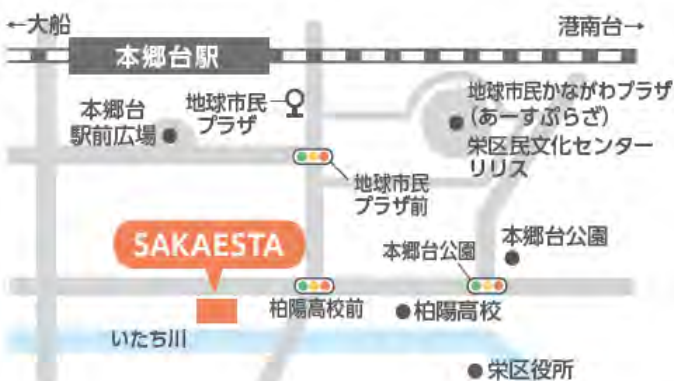 ←大船
港南台→
本郷台駅
本郷台
駅前広場
地球市民
プラザ
地球市民かながわプラザ
(あーすぷらざ)
栄区民文化センター
リリス
地球市民
プラザ前
SAKAESTA
本郷台公園
本郷台公園
柏陽高校前
柏陽高校
いたち川
栄区役所